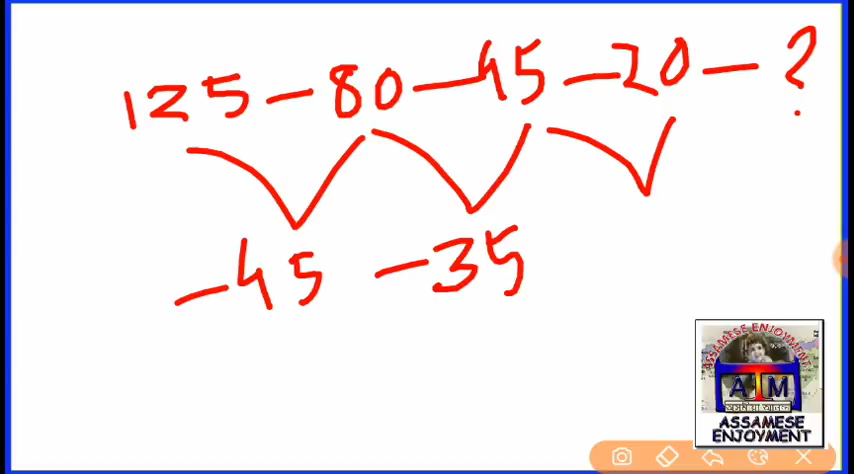 125 – 80 – 45 – 20 – ?
– 45 – 35
ASSAMESE ENJOYMENT
ATM
ASSAMESE
ENJOYMENT